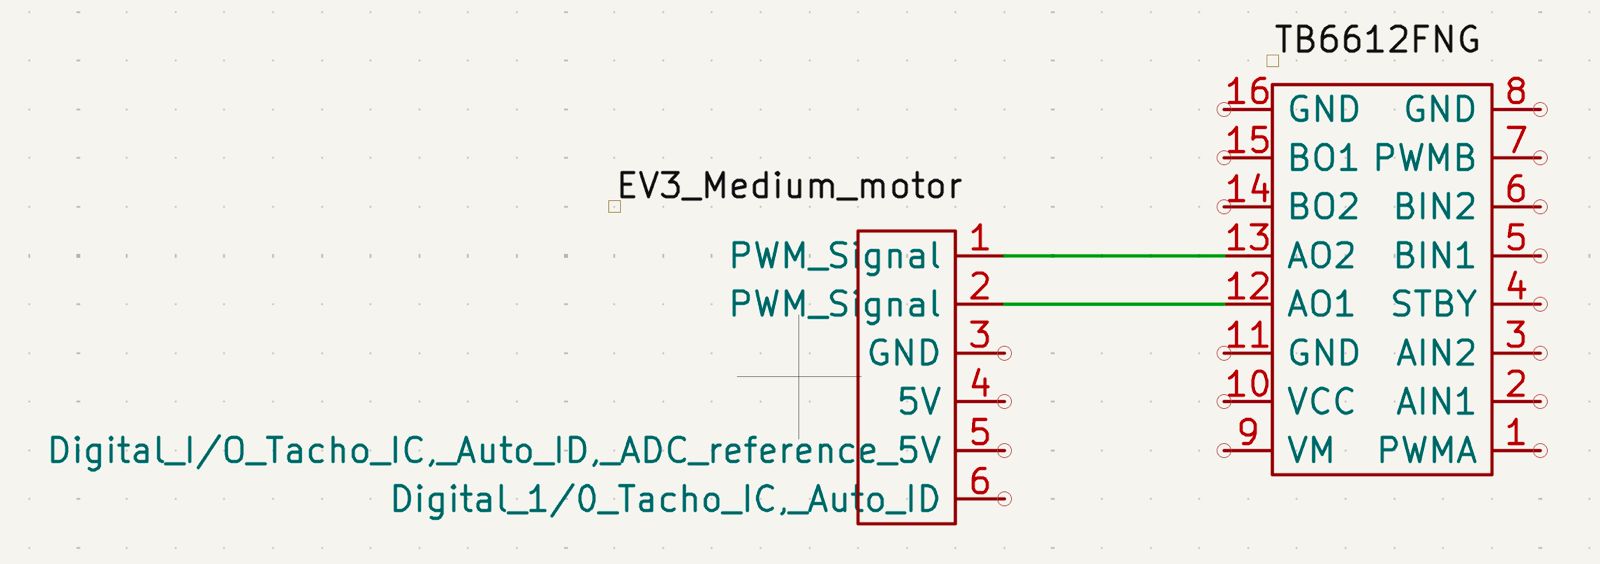 TB6612FNG
16 GND GND 8
15 BO1 PWMB 7
14 BO2 BIN2 6
13 AO2 BIN1 5
12 AO1 STBY 4
11 GND AIN2 3
10 VCC AIN1 2
9 VM PWMA 1
EV3_Medium_motor
PWM_Signal 1
PWM_Signal 2
GND 3
5V 4
Digital_I/O_Tacho_IC,_Auto_ID,_ADC_reference_5V 5
Digital_1/0_Tacho_IC,_Auto_ID 6